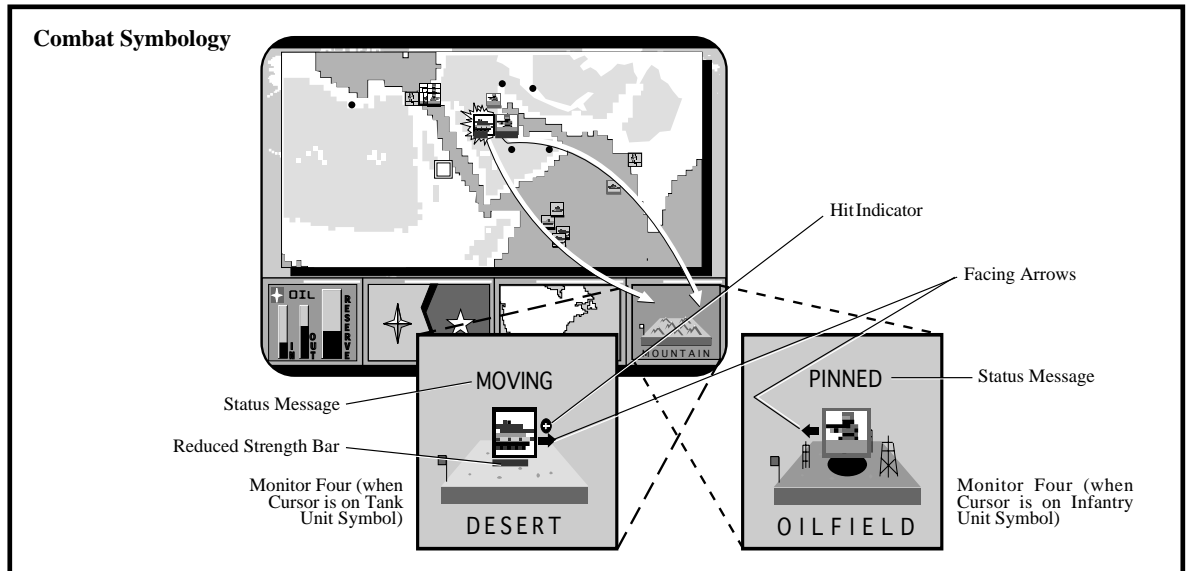 Combat Symbology
OIL
IN
OUT
RESERVE
MOUNTAIN
Hit Indicator
Facing Arrows
MOVING
Status Message
Reduced Strength Bar
Monitor Four (when
Cursor is on Tank
Unit Symbol)
DESERT
PINNED
Status Message
Monitor Four (when
Cursor is on Infantry
Unit Symbol)
OILFIELD